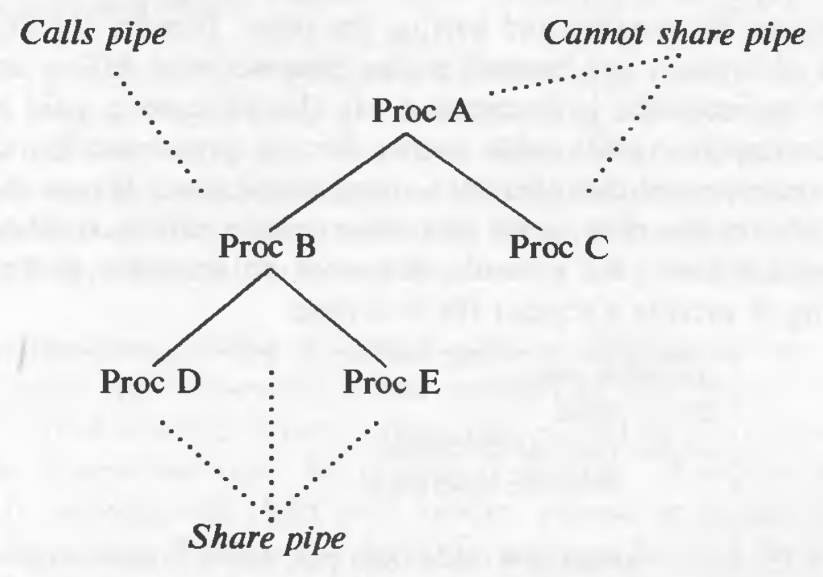 Calls pipe Cannot share pipe
Proc A
Proc B Proc C
Proc D Proc E
Share pipe